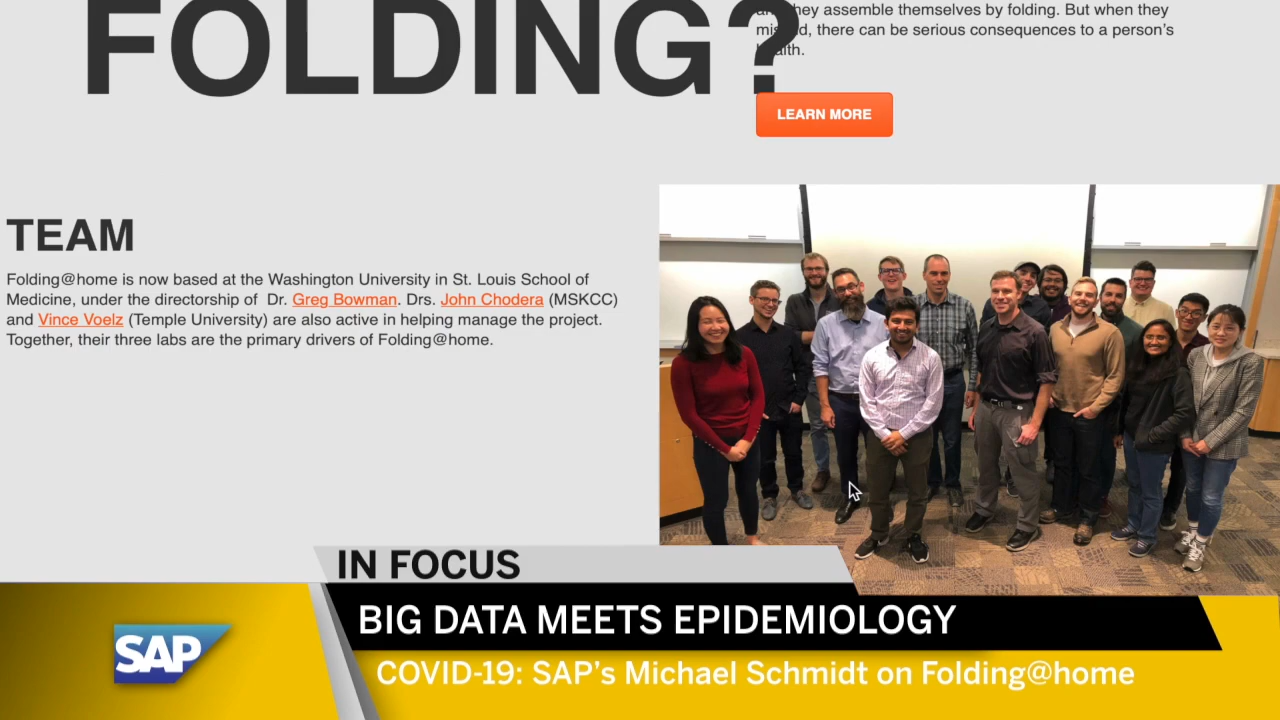 FOLDING?
they assemble themselves by folding. But when they
there can be serious consequences to a person's
LEARN MORE
TEAM
Folding@home is now based at the Washington University in St. Louis School of
Medicine, under the directorship of Dr. Greg Bowman. Drs. John Chodera (MSKCC)
and Vince Voelz (Temple University) are also active in helping manage the project.
Together, their three labs are the primary drivers of Folding@home.
IN FOCUS
BIG DATA MEETS EPIDEMIOLOGY
SAP
COVID-19: SAP's Michael Schmidt on Folding@home